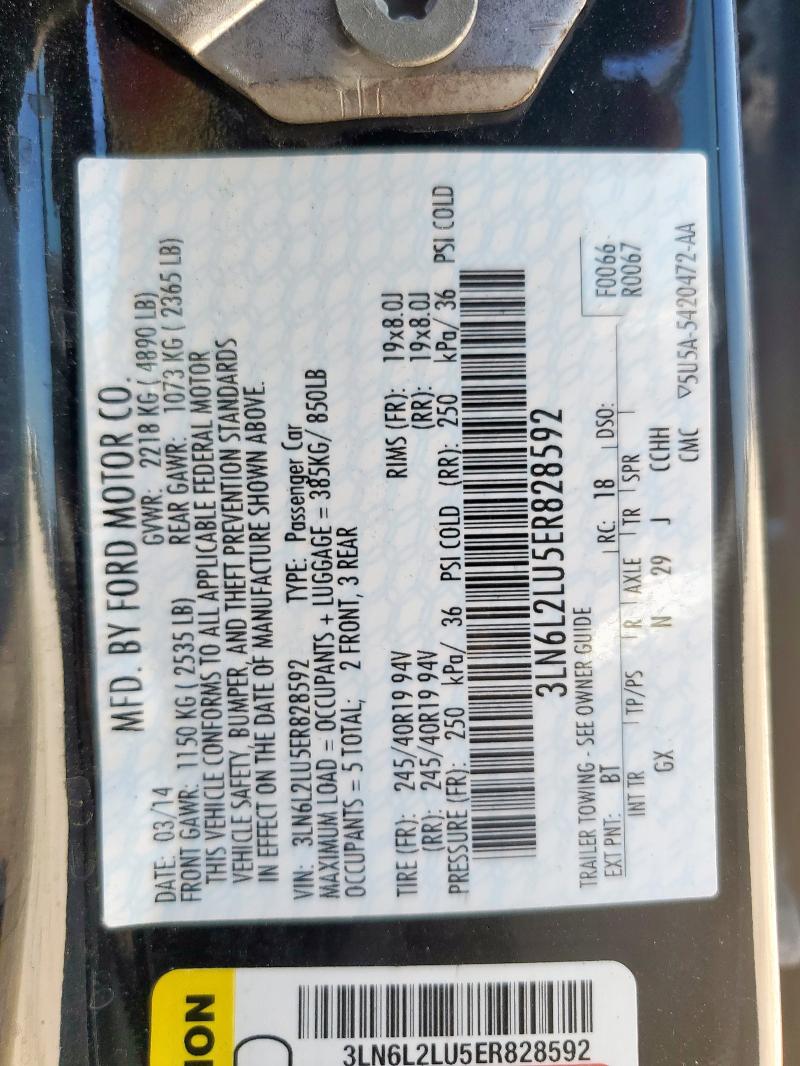 MFD. BY FORD MOTOR CO.
DATE: 03/14 GVWR: 2218 KG ( 4890 LB)
FRONT GAWR: 1150 KG ( 2535 LB) REAR GAWR: 1073 KG ( 2365 LB)
THIS VEHICLE CONFORMS TO ALL APPLICABLE FEDERAL MOTOR
VEHICLE SAFETY, BUMPER, AND THEFT PREVENTION STANDARDS
IN EFFECT ON THE DATE OF MANUFACTURE SHOWN ABOVE.
VIN: 3LN6L2LU5ER828592 TYPE: Passenger Car
MAXIMUM LOAD = OCCUPANTS + LUGGAGE = 385KG/ 850LB
OCCUPANTS = 5 TOTAL; 2 FRONT, 3 REAR
TIRE (FR): 245/40R19 94V RIMS (FR): 19x8.0J
(RR): 245/40R19 94V (RR): 19x8.0J
PRESSURE (FR): 250 kPa/ 36 PSI COLD (RR): 250 kPa/ 36 PSI COLD
3LN6L2LU5ER828592
TRAILER TOWING - SEE OWNER GUIDE
EXT PNT: BT RC: 18 DSO: F0066
R0067
INT TR TP/PS R AXLE TR SPR
GX N 29 J CCHH
CMC ▽5U5A-5420472-AA
ION
3LN6L2LU5ER828592